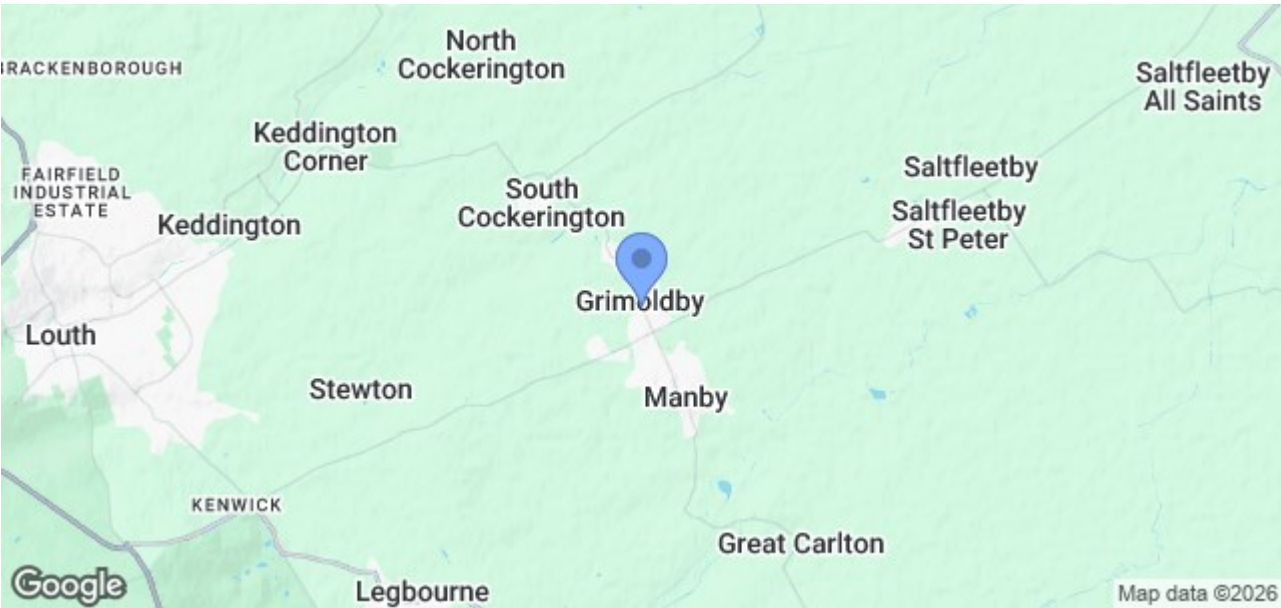 North
Cockerington
BRACKENBOROUGH
Saltfleetby
All Saints
Keddington
Corner
FAIRFIELD
INDUSTRIAL
ESTATE
Saltfleetby
South
Cockerington
Keddington
Saltfleetby
St Peter
Grimoldby
Louth
Stewton
Manby
KENWICK
Great Carlton
Legbourne
Google
Map data ©2026